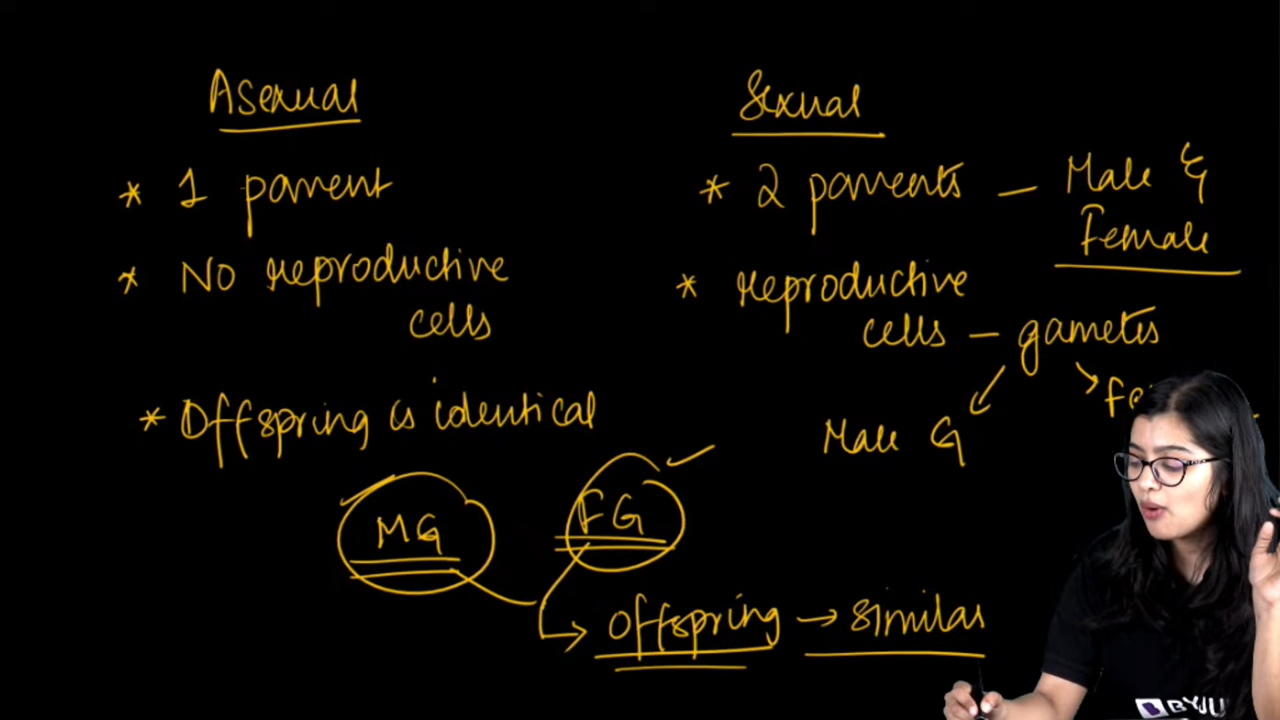 Asexual
* 1 parent
* No reproductive
cells
* Offspring is identical
Sexual
* 2 parents – Male &
Female
* reproductive
cells – gametes
Male G
MG
FG
Offspring → similar
BYJU